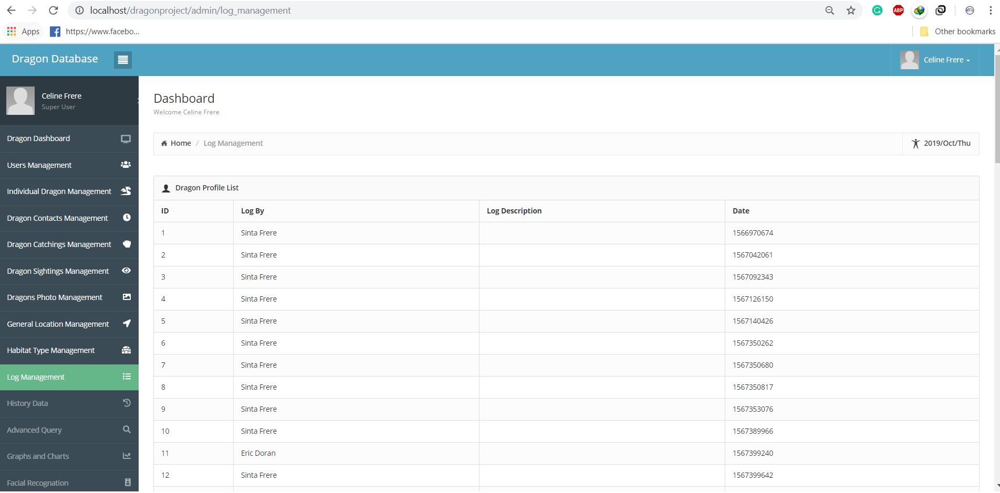 localhost/dragonproject/admin/log_management
ABP
era
Apps
https://www.facebo...
Other bookmarks
Dragon Database
Celine Frere
Celine Frere
Super User
Dragon Dashboard
Users Management
Individual Dragon Management
Dragon Contacts Management
Dragon Catchings Management
Dragon Sightings Management
Dragons Photo Management
General Location Management
Habitat Type Management
Log Management
History Data
Advanced Query
Graphs and Charts
Facial Recognation
Dashboard
Welcome Celine Frere
Home / Log Management
2019/Oct/Thu
Dragon Profile List
ID Log By Log Description Date
1 Sinta Frere 1566970674
2 Sinta Frere 1567042061
3 Sinta Frere 1567092343
4 Sinta Frere 1567126150
5 Sinta Frere 1567140426
6 Sinta Frere 1567350262
7 Sinta Frere 1567350680
8 Sinta Frere 1567350817
9 Sinta Frere 1567353076
10 Sinta Frere 1567389966
11 Eric Doran 1567399240
12 Sinta Frere 1567399642